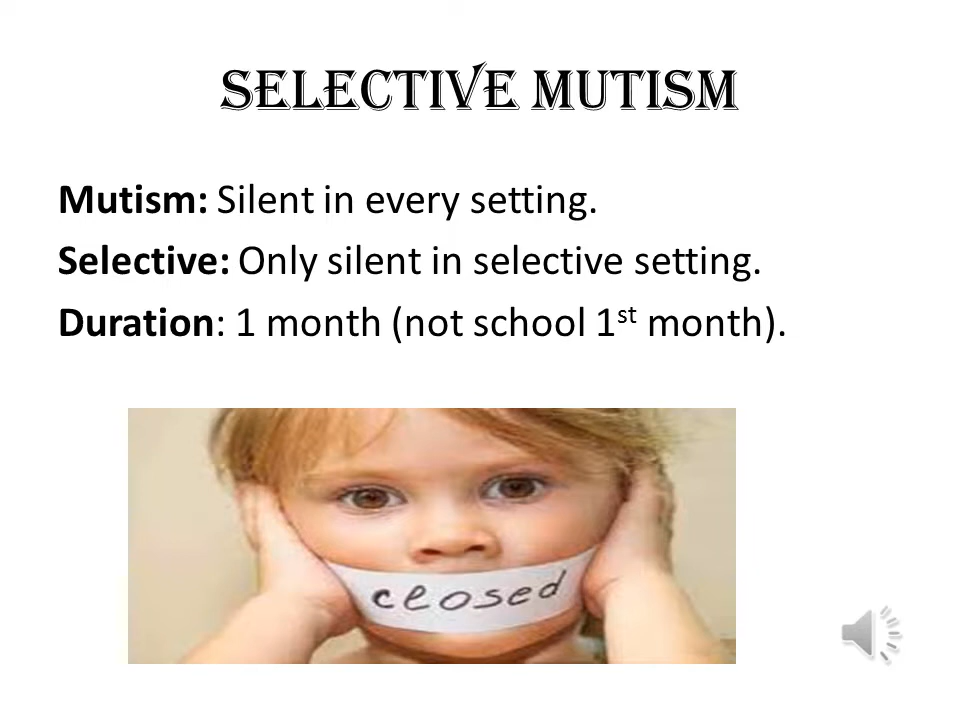 SELECTIVE MUTISM
Mutism: Silent in every setting.
Selective: Only silent in selective setting.
Duration: 1 month (not school 1st month).
closed